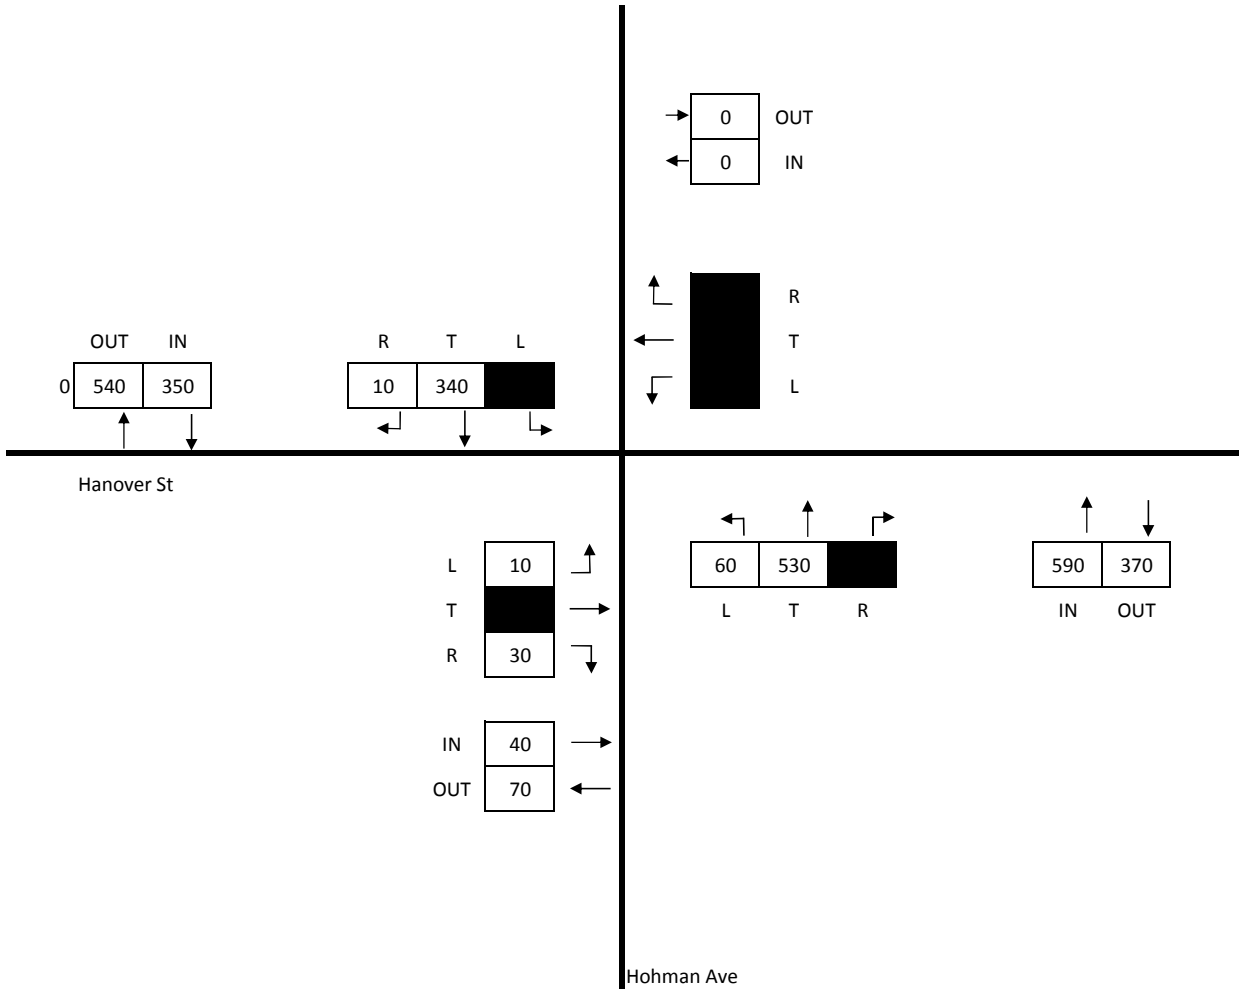 0 OUT
0 IN
R
T
L
OUT IN
R T L
0 540 350
10 340
Hanover St
L 10
T
R 30
60 530
L T R
590 370
IN OUT
IN 40
OUT 70
Hohman Ave